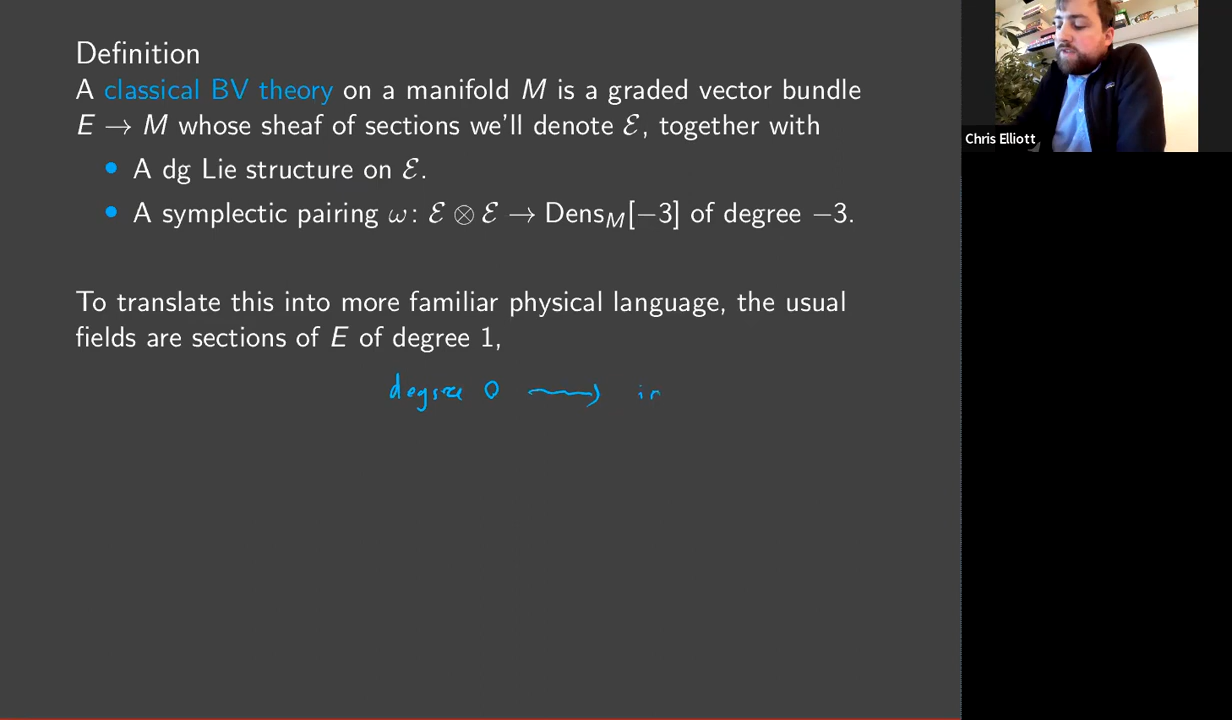 Definition
A classical BV theory on a manifold M is a graded vector bundle
E → M whose sheaf of sections we'll denote ℰ, together with
• A dg Lie structure on ℰ.
• A symplectic pairing ω: ℰ ⊗ ℰ → Dens_M[−3] of degree −3.
To translate this into more familiar physical language, the usual
fields are sections of E of degree 1,
degree 0 ⟶ in
Chris Elliott